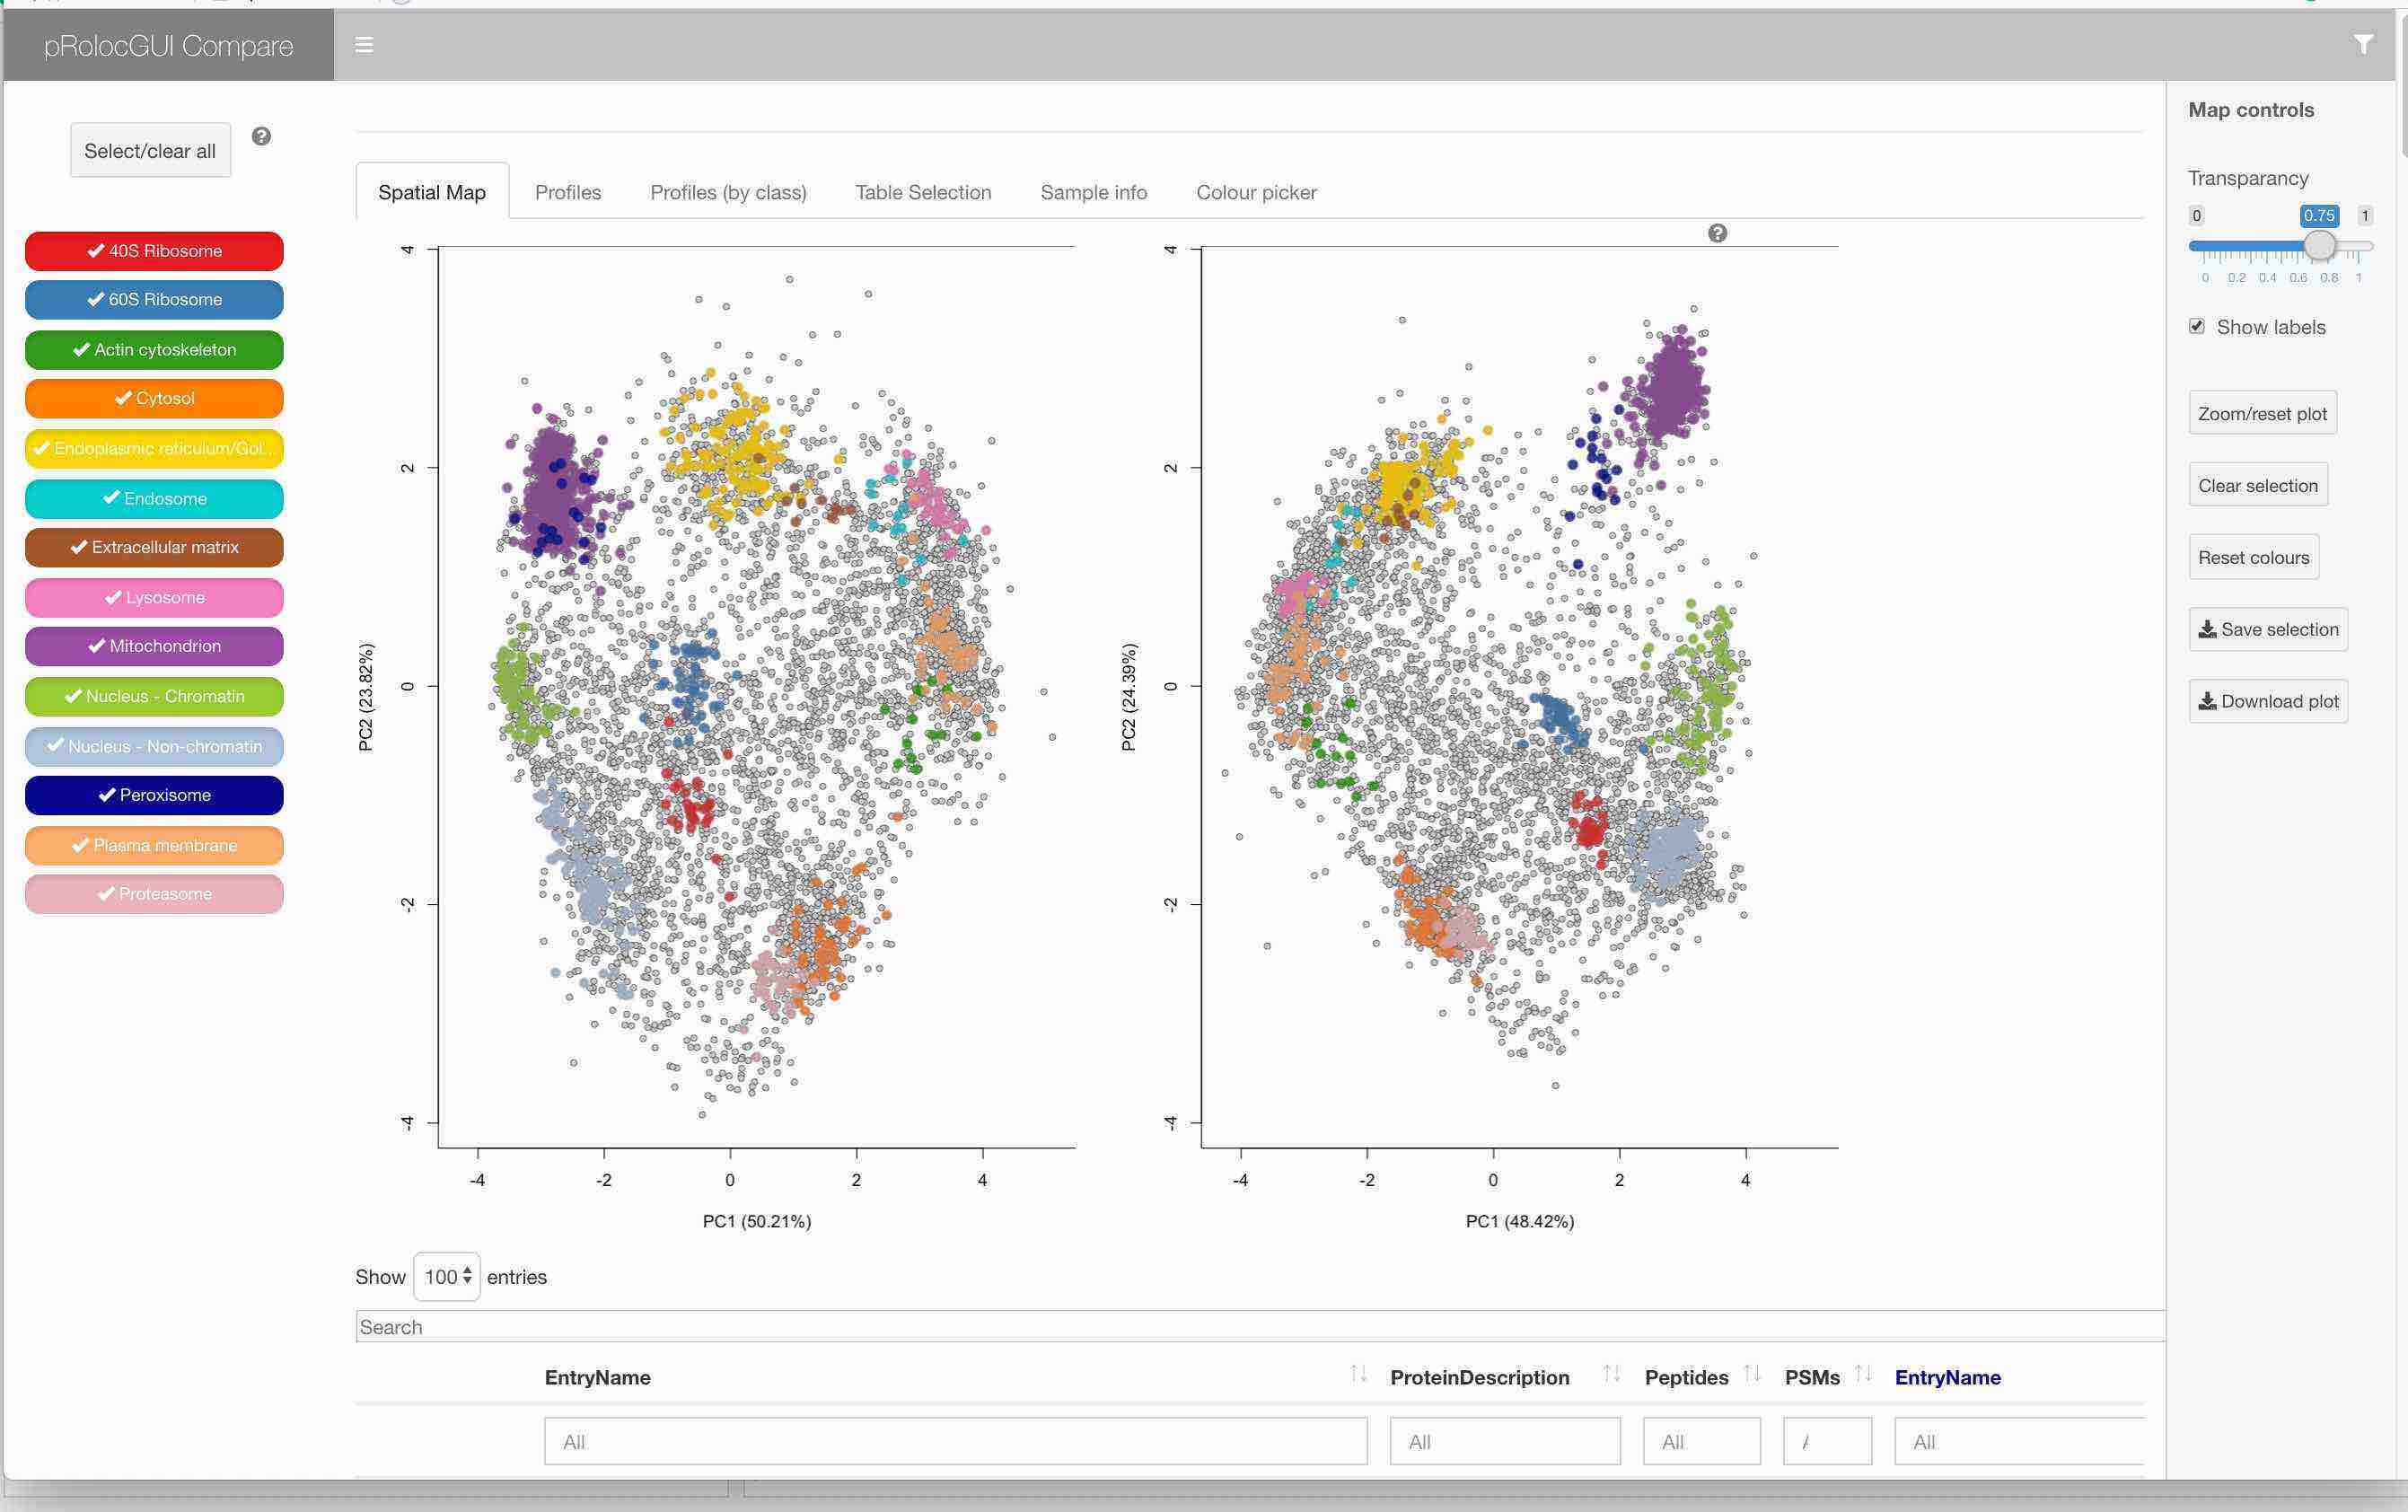 pRolocGUI Compare
Select/clear all
40S Ribosome
60S Ribosome
Actin cytoskeleton
Cytosol
Endoplasmic reticulum/Gol...
Endosome
Extracellular matrix
Lysosome
Mitochondrion
Nucleus - Chromatin
Nucleus - Non-chromatin
Peroxisome
Plasma membrane
Proteasome
Spatial Map Profiles Profiles (by class) Table Selection Sample info Colour picker
4
2
0
-2
-4
PC2 (23.82%)
-4 -2 0 2 4
PC1 (50.21%)
4
2
0
-2
-4
PC2 (24.39%)
-4 -2 0 2 4
PC1 (48.42%)
Show 100 entries
Search
EntryName ProteinDescription Peptides PSMs EntryName
All All All All
Map controls
Transparancy
0 0.75 1
0 0.2 0.4 0.6 0.8 1
Show labels
Zoom/reset plot
Clear selection
Reset colours
Save selection
Download plot